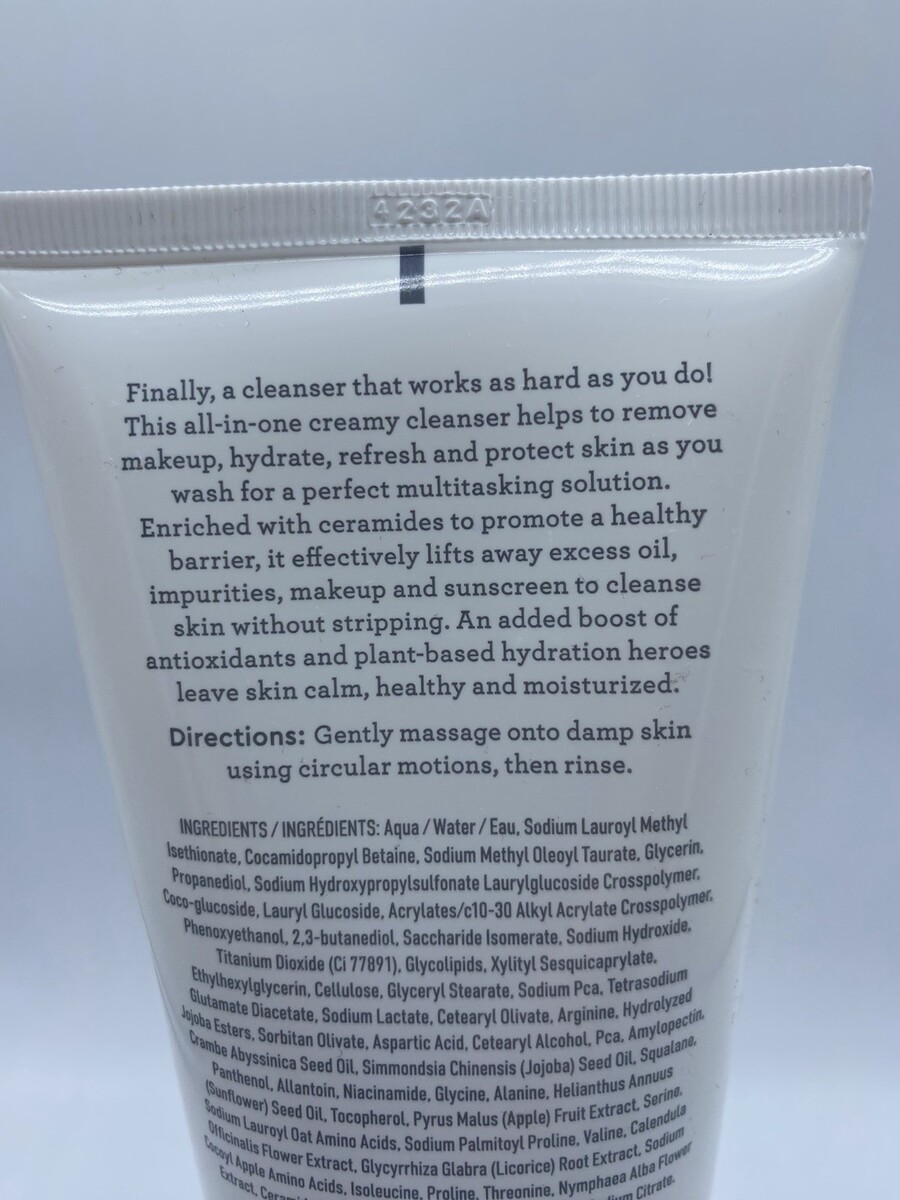 4232A
Finally, a cleanser that works as hard as you do!
This all-in-one creamy cleanser helps to remove
makeup, hydrate, refresh and protect skin as you
wash for a perfect multitasking solution.
Enriched with ceramides to promote a healthy
barrier, it effectively lifts away excess oil,
impurities, makeup and sunscreen to cleanse
skin without stripping. An added boost of
antioxidants and plant-based hydration heroes
leave skin calm, healthy and moisturized.
Directions: Gently massage onto damp skin
using circular motions, then rinse.
INGREDIENTS / INGRÉDIENTS: Aqua / Water / Eau, Sodium Lauroyl Methyl
Isethionate, Cocamidopropyl Betaine, Sodium Methyl Oleoyl Taurate, Glycerin,
Propanediol, Sodium Hydroxypropylsulfonate Laurylglucoside Crosspolymer,
Coco-glucoside, Lauryl Glucoside, Acrylates/c10-30 Alkyl Acrylate Crosspolymer,
Phenoxyethanol, 2,3-butanediol, Saccharide Isomerate, Sodium Hydroxide,
Titanium Dioxide (Ci 77891), Glycolipids, Xylityl Sesquicaprylate,
Ethylhexylglycerin, Cellulose, Glyceryl Stearate, Sodium Pca, Tetrasodium
Glutamate Diacetate, Sodium Lactate, Cetearyl Olivate, Arginine, Hydrolyzed
Jojoba Esters, Sorbitan Olivate, Aspartic Acid, Cetearyl Alcohol, Pca, Amylopectin,
Crambe Abyssinica Seed Oil, Simmondsia Chinensis (Jojoba) Seed Oil, Squalane,
Panthenol, Allantoin, Niacinamide, Glycine, Alanine, Helianthus Annuus
(Sunflower) Seed Oil, Tocopherol, Pyrus Malus (Apple) Fruit Extract, Serine,
Sodium Lauroyl Oat Amino Acids, Sodium Palmitoyl Proline, Valine, Calendula
Officinalis Flower Extract, Glycyrrhiza Glabra (Licorice) Root Extract, Sodium
Cocoyl Apple Amino Acids, Isoleucine, Proline, Threonine, Nymphaea Alba Flower
Extract, Citrate,